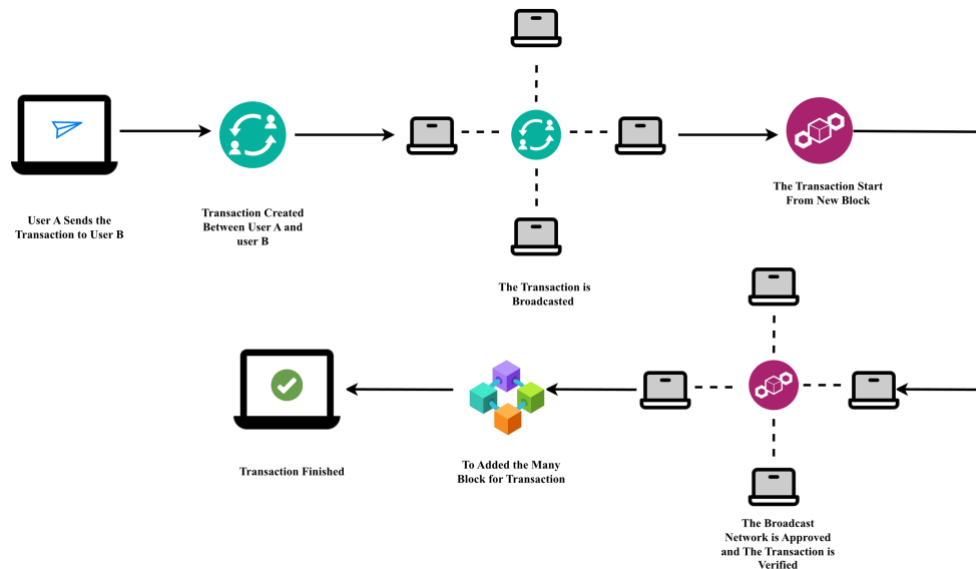 User A Sends the
Transaction to User B
Transaction Created
Between User A and
user B
The Transaction is
Broadcasted
The Transaction Start
From New Block
Transaction Finished
To Added the Many
Block for Transaction
The Broadcast
Network is Approved
and The Transaction is
Verified